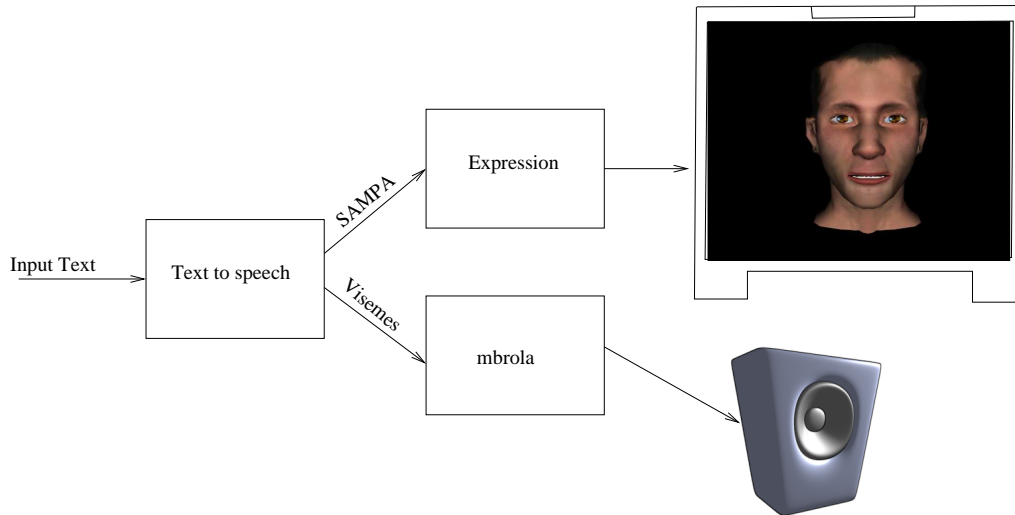 Input Text
Text to speech
SAMPA
Visemes
Expression
mbrola